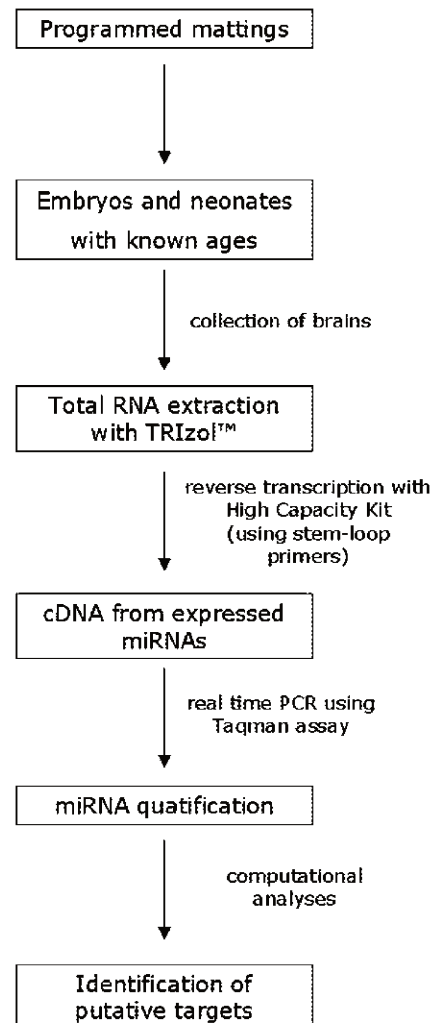 Programmed mattings
Embryos and neonates
with known ages
collection of brains
Total RNA extraction
with TRIzol™
reverse transcription with
High Capacity Kit
(using stem-loop
primers)
cDNA from expressed
miRNAs
real time PCR using
Taqman assay
miRNA quatification
computational
analyses
Identification of
putative targets